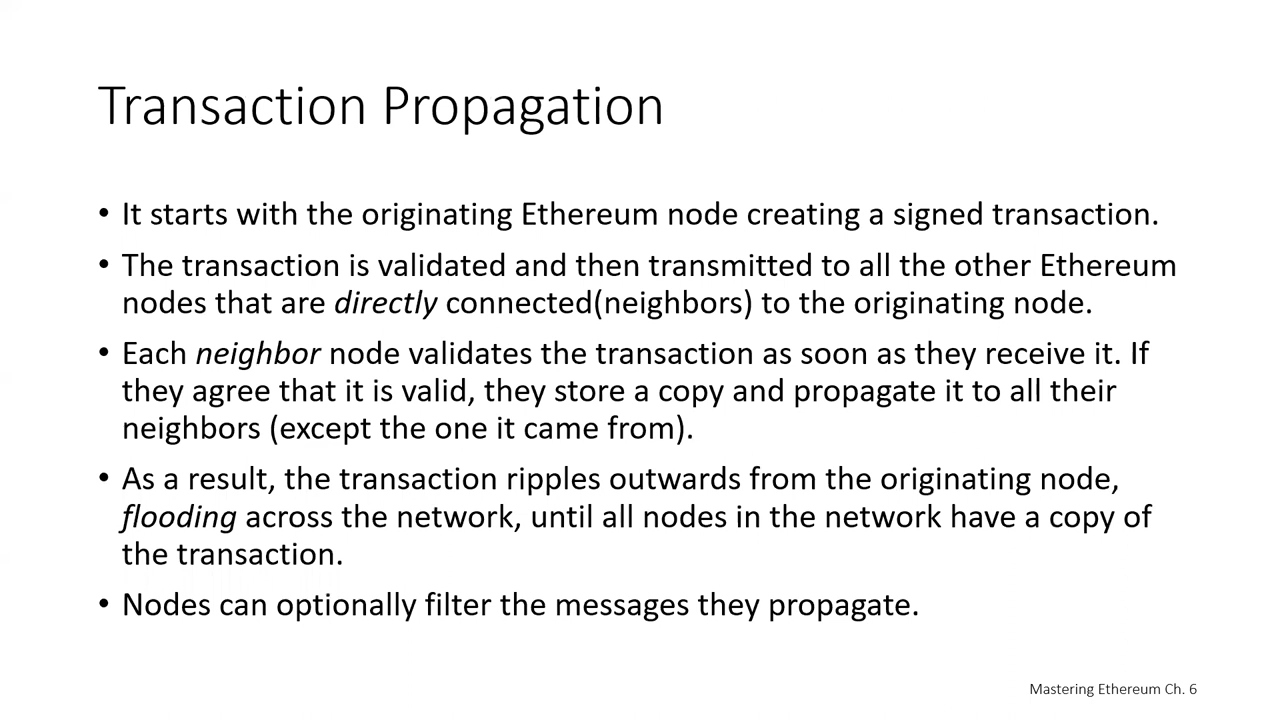 Transaction Propagation
• It starts with the originating Ethereum node creating a signed transaction.
• The transaction is validated and then transmitted to all the other Ethereum
nodes that are directly connected(neighbors) to the originating node.
• Each neighbor node validates the transaction as soon as they receive it. If
they agree that it is valid, they store a copy and propagate it to all their
neighbors (except the one it came from).
• As a result, the transaction ripples outwards from the originating node,
flooding across the network, until all nodes in the network have a copy of
the transaction.
• Nodes can optionally filter the messages they propagate.
Mastering Ethereum Ch. 6